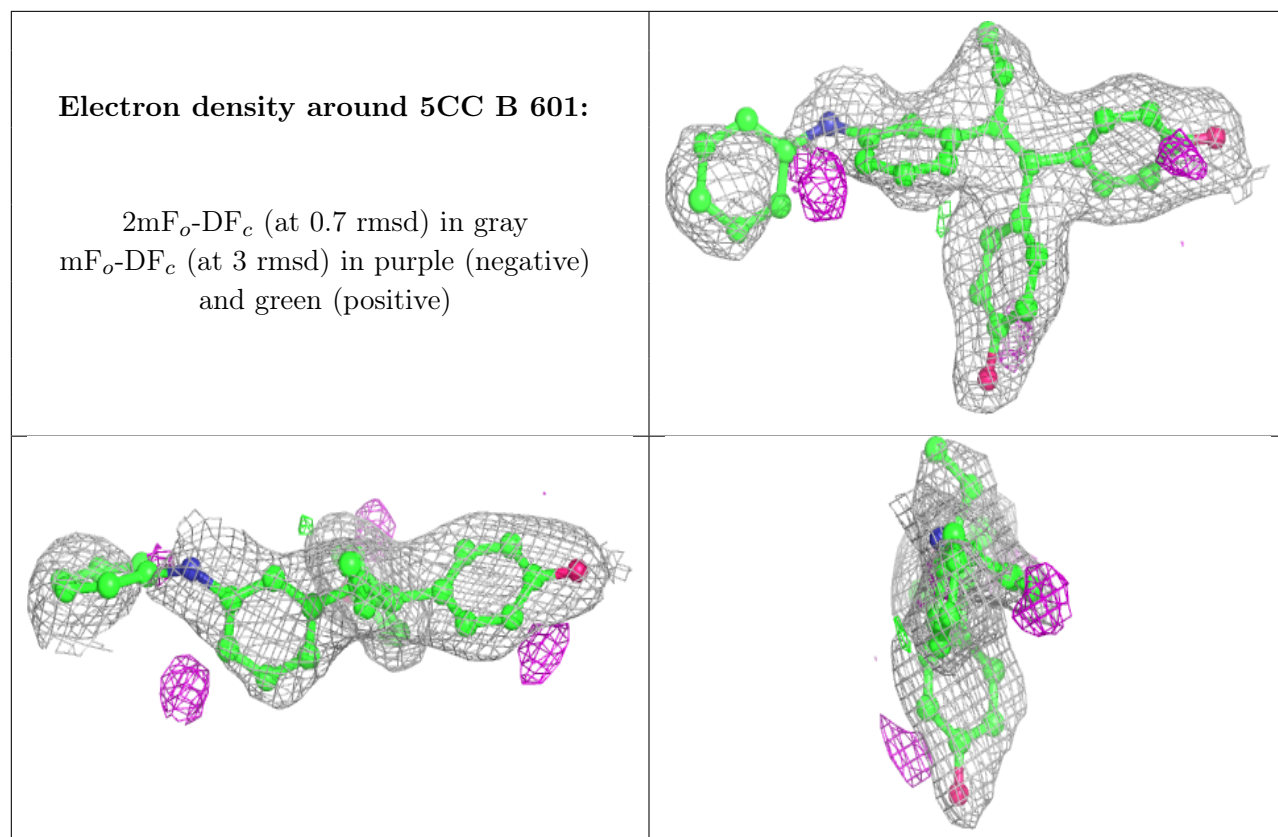 Electron density around 5CC B 601:
2mFo-DFc (at 0.7 rmsd) in gray
mFo-DFc (at 3 rmsd) in purple (negative)
and green (positive)